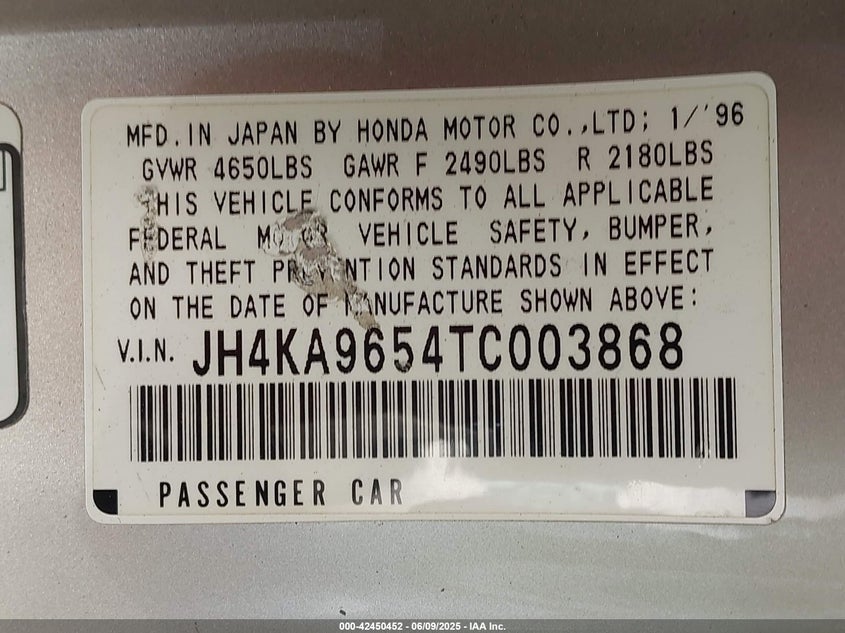 MFD. IN JAPAN BY HONDA MOTOR CO.,LTD; 1/'96
GVWR 4650LBS GAWR F 2490LBS R 2180LBS
THIS VEHICLE CONFORMS TO ALL APPLICABLE
FEDERAL MOTOR VEHICLE SAFETY, BUMPER,
AND THEFT PREVENTION STANDARDS IN EFFECT
ON THE DATE OF MANUFACTURE SHOWN ABOVE:
V.I.N. JH4KA9654TC003868
PASSENGER CAR
000-42450452 - 06/09/2025 - IAA Inc.